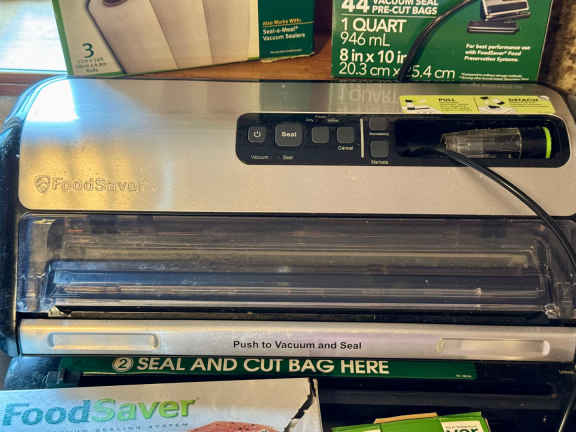 3
Also Works With:
Seal-a-Meal®
Vacuum Sealers
44 VACUUM SEAL
PRE-CUT BAGS
1 QUART
946 mL
8 in x 10 in
20.3 cm x 25.4 cm
For best performance use
with FoodSaver® Food
Preservation Systems.
PULL
DETACH
Seal
Cancel
Marinate
Vacuum
Seal
FoodSaver
Push to Vacuum and Seal
2 SEAL AND CUT BAG HERE
FoodSaver